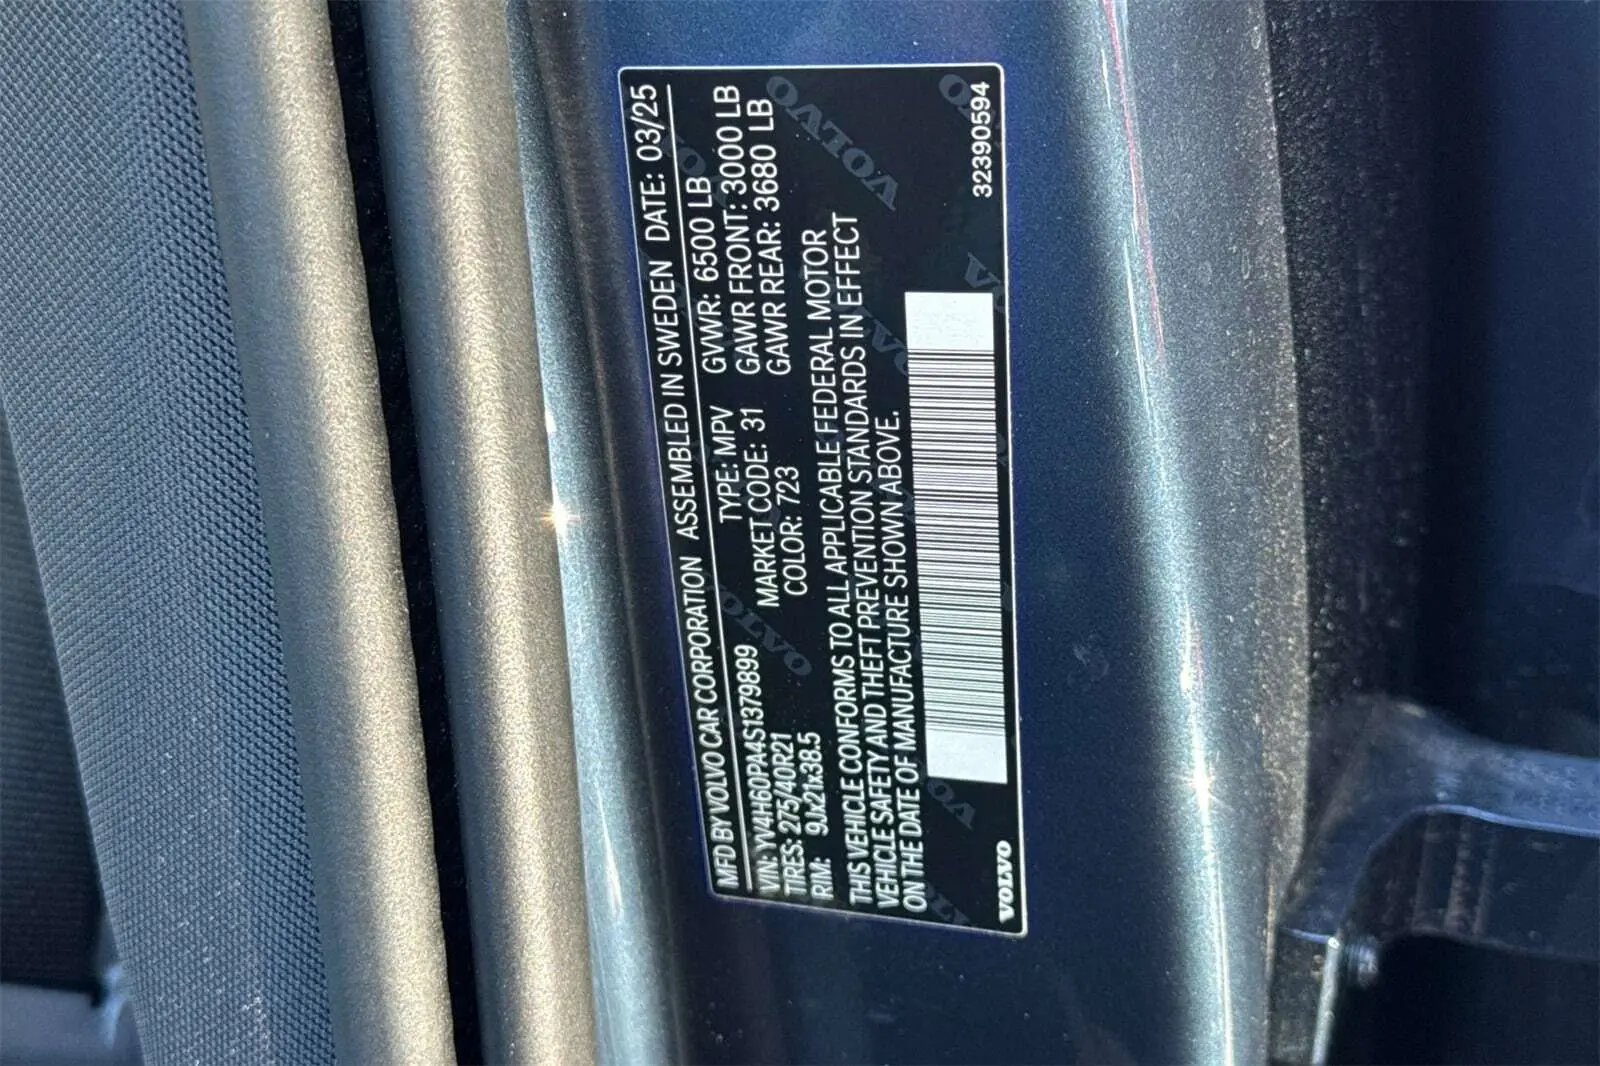 MFD BY VOLVO CAR CORPORATION ASSEMBLED IN SWEDEN DATE: 03/25
VIN: YV4H60PA4S1379899 TYPE: MPV GVWR: 6500 LB
TIRES: 275/40R21 MARKET CODE: 31 GAWR FRONT: 3000 LB
RIM: 9Jx21x38.5 COLOR: 723 GAWR REAR: 3680 LB
THIS VEHICLE CONFORMS TO ALL APPLICABLE FEDERAL MOTOR
VEHICLE SAFETY AND THEFT PREVENTION STANDARDS IN EFFECT
ON THE DATE OF MANUFACTURE SHOWN ABOVE.
VOLVO 32390594